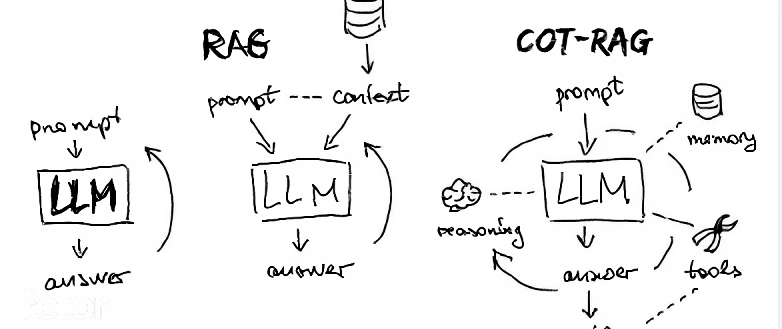 RAG
COT-RAG
prompt
LLM
answer
prompt --- context
LLM
answer
prompt
memory
LLM
reasoning
answer
tools